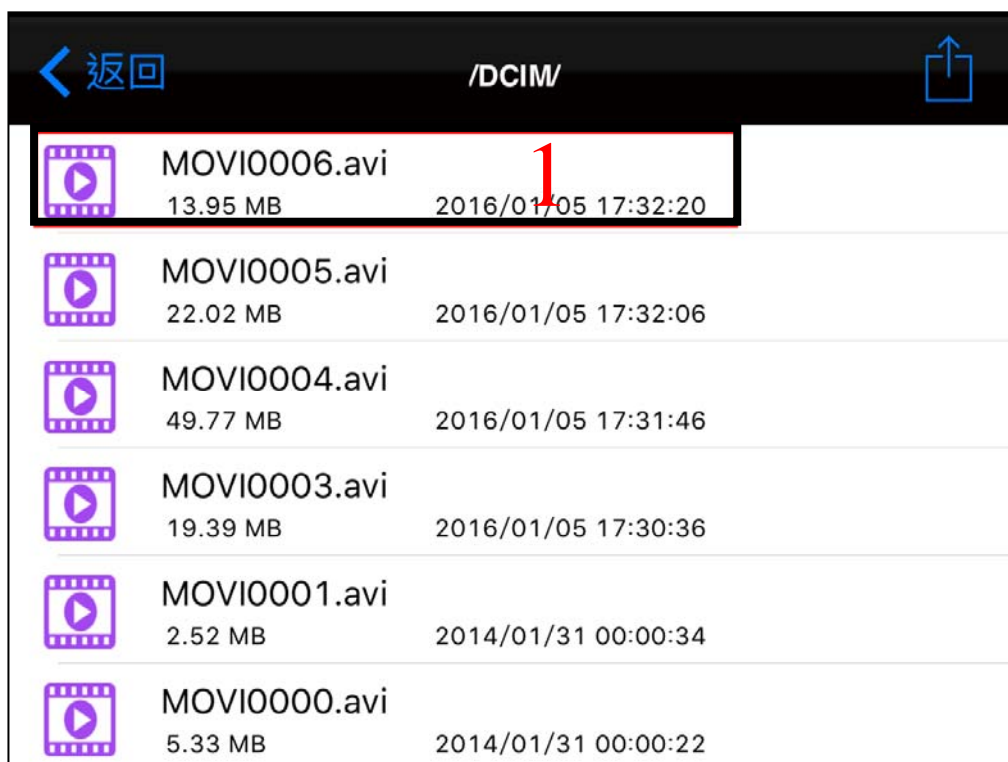 返回 /DCIM/
MOVI0006.avi
1
13.95 MB 2016/01/05 17:32:20
MOVI0005.avi
22.02 MB 2016/01/05 17:32:06
MOVI0004.avi
49.77 MB 2016/01/05 17:31:46
MOVI0003.avi
19.39 MB 2016/01/05 17:30:36
MOVI0001.avi
2.52 MB 2014/01/31 00:00:34
MOVI0000.avi
5.33 MB 2014/01/31 00:00:22